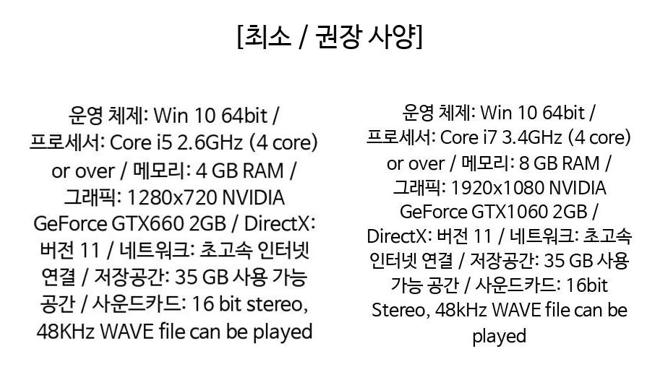 [최소 / 권장 사양]
운영 체제: Win 10 64bit /
프로세서: Core i5 2.6GHz (4 core)
or over / 메모리: 4 GB RAM /
그래픽: 1280x720 NVIDIA
GeForce GTX660 2GB / DirectX:
버전 11 / 네트워크: 초고속 인터넷
연결 / 저장공간: 35 GB 사용 가능
공간 / 사운드카드: 16 bit stereo,
48KHz WAVE file can be played
운영 체제: Win 10 64bit /
프로세서: Core i7 3.4GHz (4 core)
or over / 메모리: 8 GB RAM /
그래픽: 1920x1080 NVIDIA
GeForce GTX1060 2GB /
DirectX: 버전 11 / 네트워크: 초고속
인터넷 연결 / 저장공간: 35 GB 사용
가능 공간 / 사운드카드: 16bit
Stereo, 48kHz WAVE file can be
played